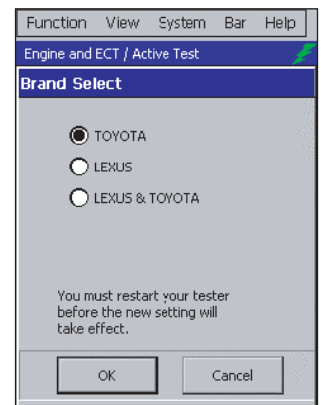 Function View System Bar Help
Engine and ECT / Active Test
Brand Select
TOYOTA
LEXUS
LEXUS & TOYOTA
You must restart your tester
before the new setting will
take effect.
OK Cancel